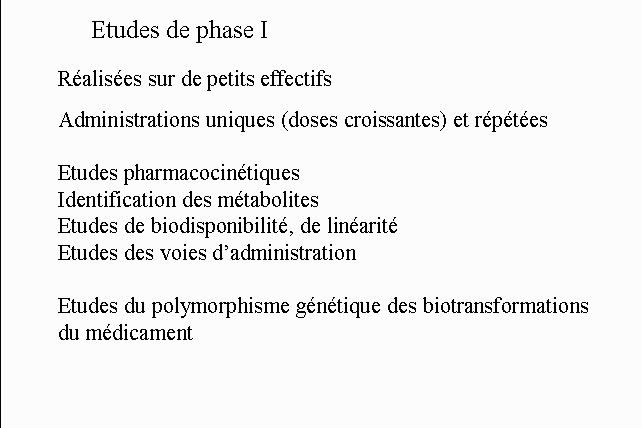 Etudes de phase I
Réalisées sur de petits effectifs
Administrations uniques (doses croissantes) et répétées
Etudes pharmacocinétiques
Identification des métabolites
Etudes de biodisponibilité, de linéarité
Etudes des voies d’administration
Etudes du polymorphisme génétique des biotransformations
du médicament